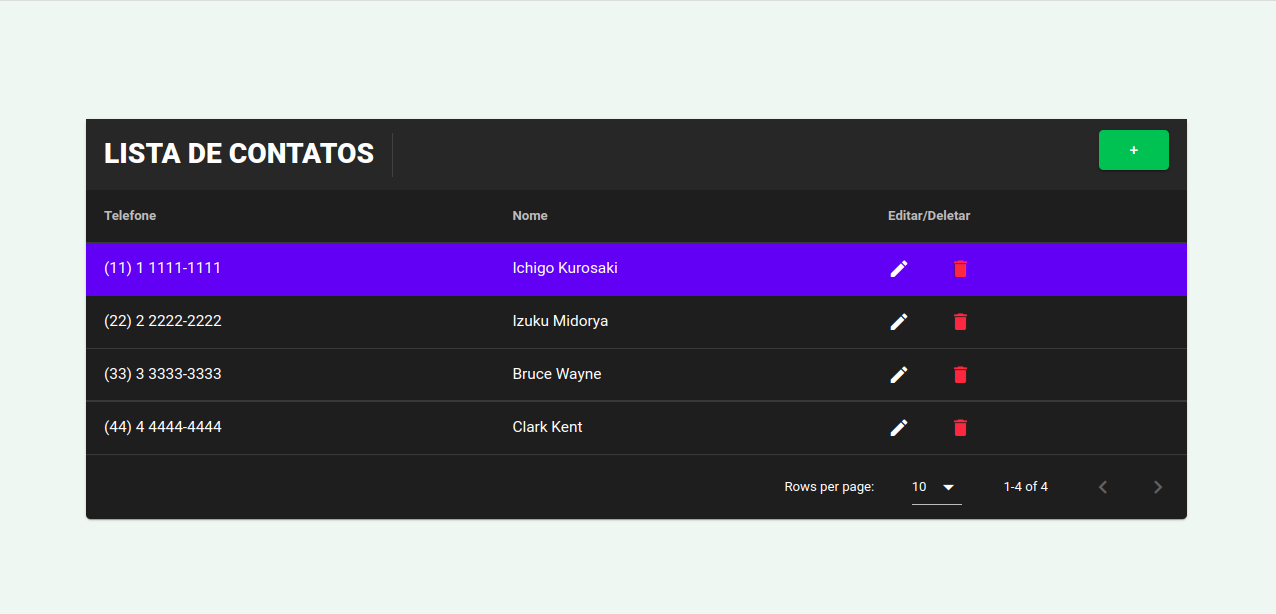 LISTA DE CONTATOS
+
Telefone Nome Editar/Deletar
(11) 1 1111-1111 Ichigo Kurosaki
(22) 2 2222-2222 Izuku Midorya
(33) 3 3333-3333 Bruce Wayne
(44) 4 4444-4444 Clark Kent
Rows per page: 10 1-4 of 4